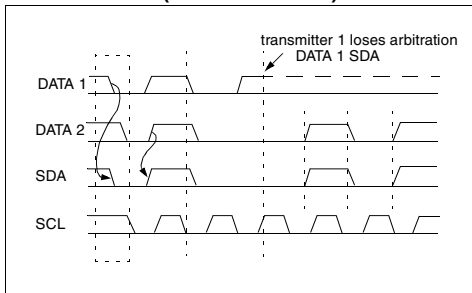 transmitter 1 loses arbitration
DATA 1 SDA
DATA 1
DATA 2
SDA
SCL